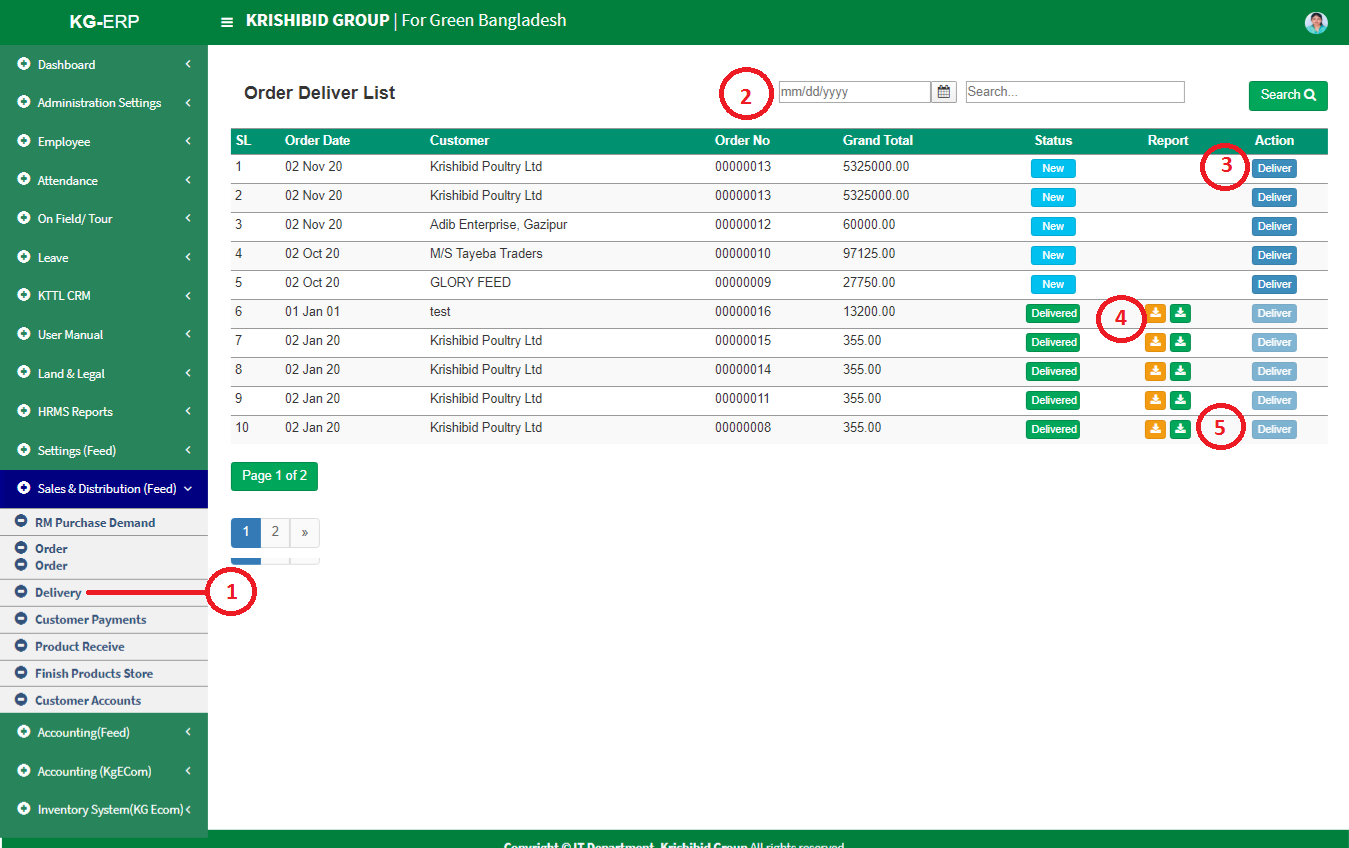 KG-ERP
KRISHIBID GROUP | For Green Bangladesh
Dashboard
Administration Settings
Employee
Attendance
On Field/ Tour
Leave
KTTL CRM
User Manual
Land & Legal
HRMS Reports
Settings (Feed)
Sales & Distribution (Feed)
RM Purchase Demand
Order
Order
Delivery
1
Customer Payments
Product Receive
Finish Products Store
Customer Accounts
Accounting(Feed)
Accounting (KgECom)
Inventory System(KG Ecom)
Order Deliver List
2
mm/dd/yyyy
Search...
Search
SL Order Date Customer Order No Grand Total Status Report Action
1 02 Nov 20 Krishibid Poultry Ltd 00000013 5325000.00 New 3 Deliver
2 02 Nov 20 Krishibid Poultry Ltd 00000013 5325000.00 New Deliver
3 02 Nov 20 Adib Enterprise, Gazipur 00000012 60000.00 New Deliver
4 02 Oct 20 M/S Tayeba Traders 00000010 97125.00 New Deliver
5 02 Oct 20 GLORY FEED 00000009 27750.00 New Deliver
6 01 Jan 01 test 00000016 13200.00 Delivered 4 Deliver
7 02 Jan 20 Krishibid Poultry Ltd 00000015 355.00 Delivered Deliver
8 02 Jan 20 Krishibid Poultry Ltd 00000014 355.00 Delivered Deliver
9 02 Jan 20 Krishibid Poultry Ltd 00000011 355.00 Delivered Deliver
10 02 Jan 20 Krishibid Poultry Ltd 00000008 355.00 Delivered 5 Deliver
Page 1 of 2
1 2 »
Copyright © IT Department, Krishibid Group All rights reserved